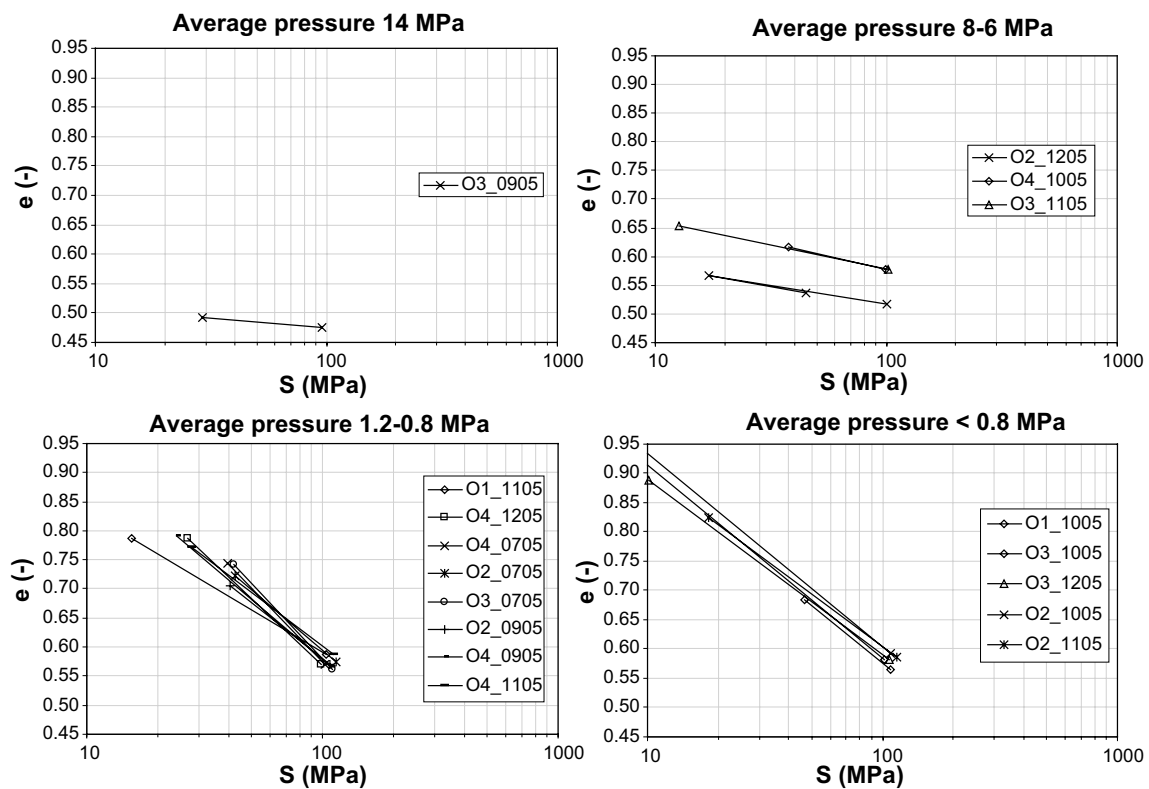 Average pressure 14 MPa
0.95
0.90
0.85
0.80
0.75
0.70
0.65
0.60
0.55
0.50
0.45
e (-)
O3_0905
10
100
1000
S (MPa)
Average pressure 8-6 MPa
0.95
0.90
0.85
0.80
0.75
0.70
0.65
0.60
0.55
0.50
0.45
e (-)
O2_1205
O4_1005
O3_1105
10
100
1000
S (MPa)
Average pressure 1.2-0.8 MPa
0.95
0.90
0.85
0.80
0.75
0.70
0.65
0.60
0.55
0.50
0.45
e (-)
O1_1105
O4_1205
O4_0705
O2_0705
O3_0705
O2_0905
O4_0905
O4_1105
10
100
1000
S (MPa)
Average pressure < 0.8 MPa
0.95
0.90
0.85
0.80
0.75
0.70
0.65
0.60
0.55
0.50
0.45
e (-)
O1_1005
O3_1005
O3_1205
O2_1005
O2_1105
10
100
1000
S (MPa)